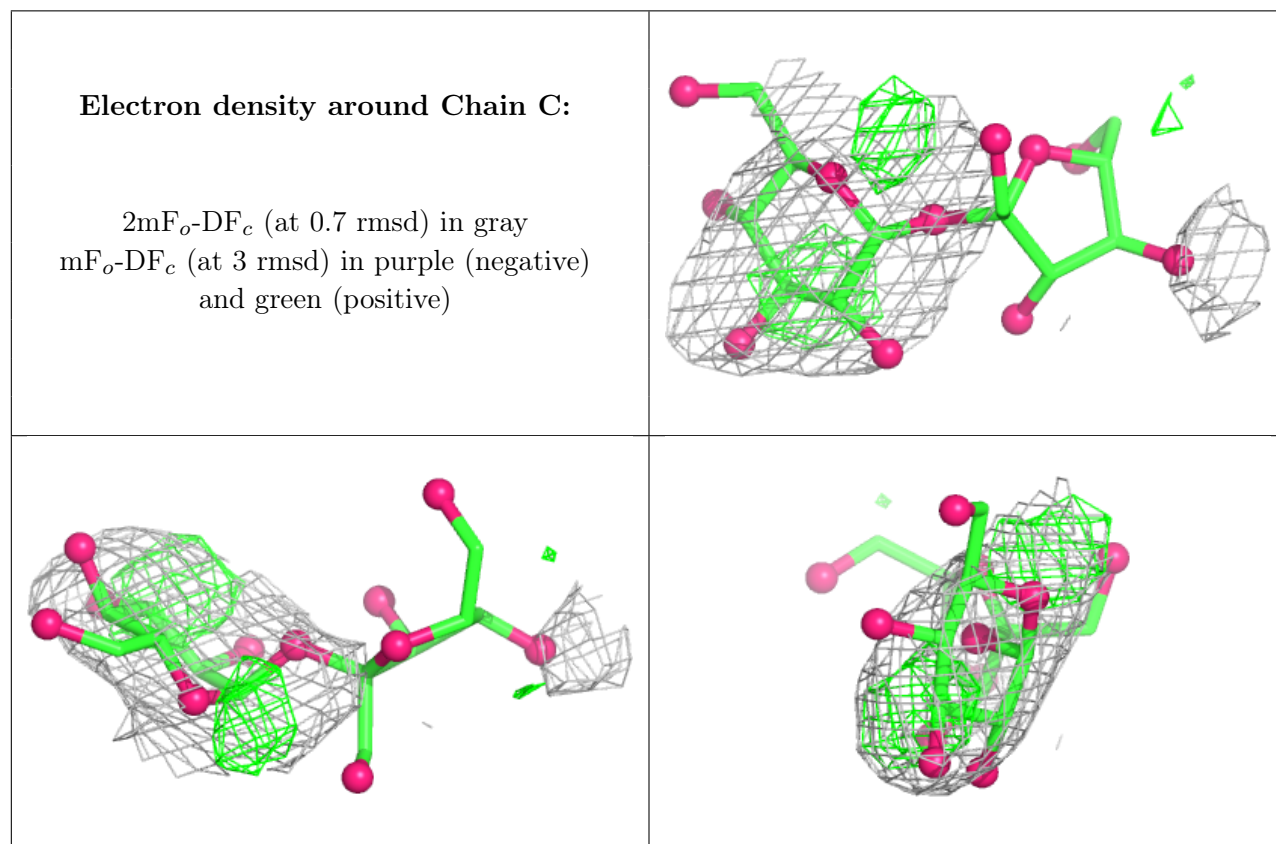 Electron density around Chain C:
2mFo-DFc (at 0.7 rmsd) in gray
mFo-DFc (at 3 rmsd) in purple (negative)
and green (positive)